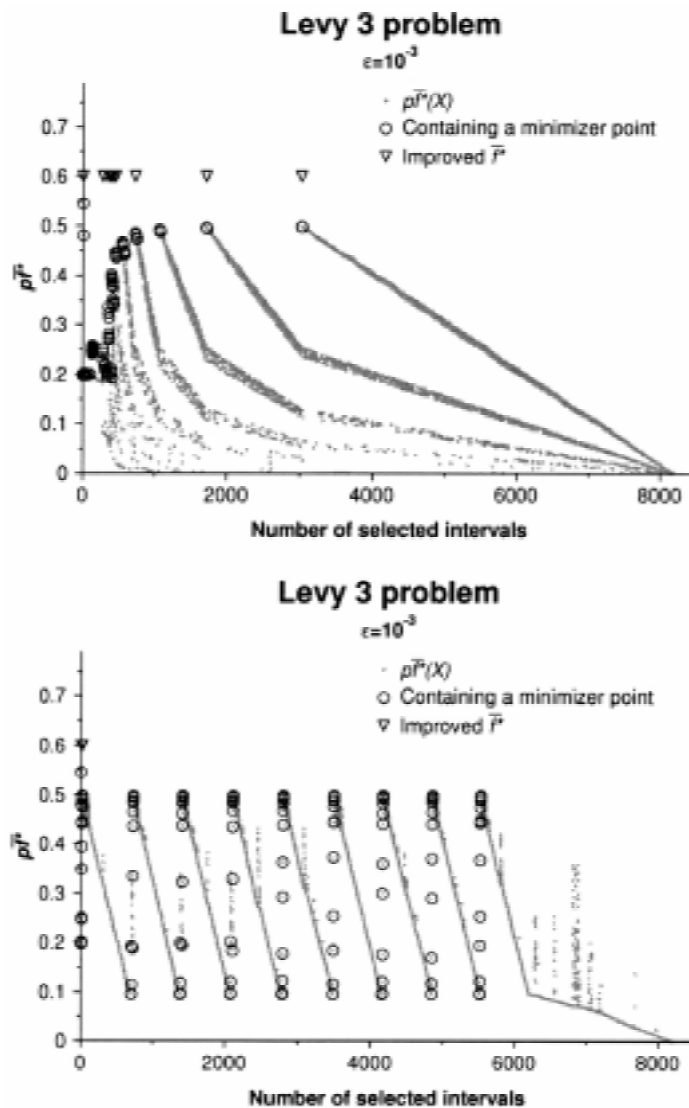 Levy 3 problem
ε=10⁻³
pf̄*(X)
Containing a minimizer point
Improved f̄*
0.7
0.6
0.5
0.4
0.3
0.2
0.1
0
pf̄*
0 2000 4000 6000 8000
Number of selected intervals
Levy 3 problem
ε=10⁻³
pf̄*(X)
Containing a minimizer point
Improved f̄*
0.7
0.6
0.5
0.4
0.3
0.2
0.1
0
pf̄*
0 2000 4000 6000 8000
Number of selected intervals